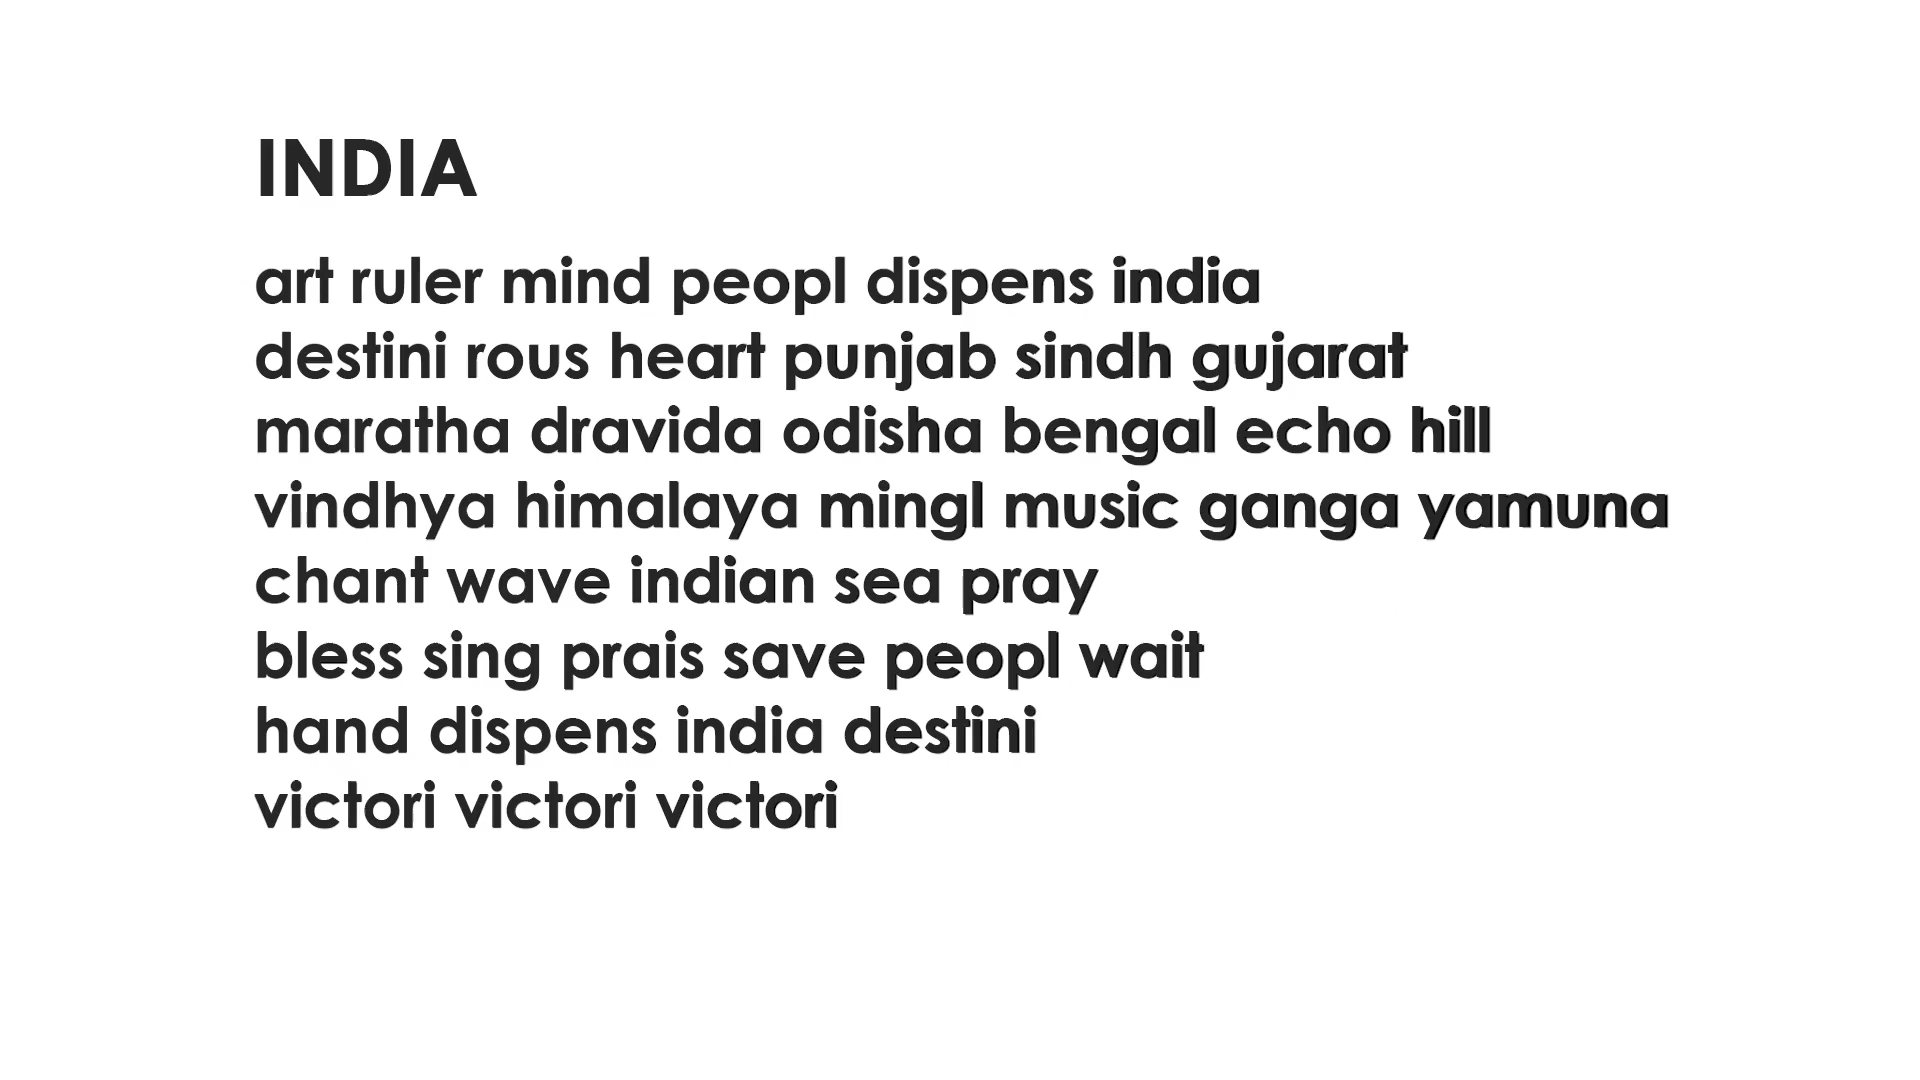 INDIA
art ruler mind peopl dispens india
destini rous heart punjab sindh gujarat
maratha dravida odisha bengal echo hill
vindhya himalaya mingl music ganga yamuna
chant wave indian sea pray
bless sing prais save peopl wait
hand dispens india destini
victori victori victori